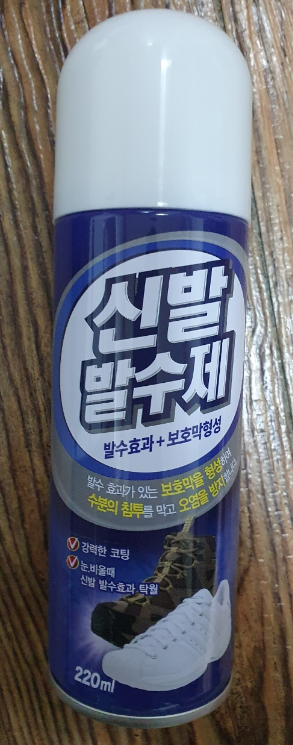 신발
발수제
발수효과+보호막형성
발수 효과가 있는 보호막을 형성하여
수분의 침투를 막고 오염을 방지합니다
강력한 코팅
눈,비올때
신발 발수효과 탁월
220ml